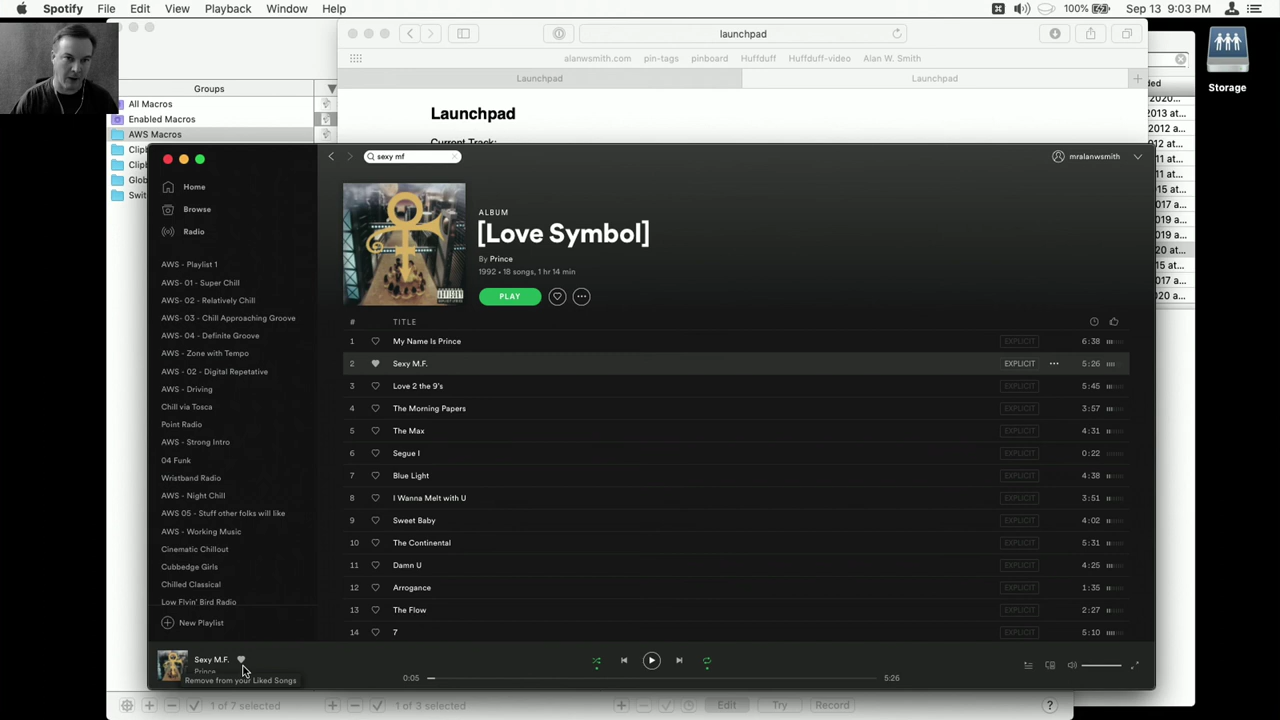 Spotify File Edit View Playback Window Help 100% Sep 13 9:03 PM
launchpad
alanwsmith.com pin-tags pinboard Huffduff Huffduff-video Alan W. Smith
Launchpad Launchpad
Groups
All Macros
Enabled Macros
AWS Macros
Clip
Clip
Glob
Swit
Launchpad
Current Track:
Storage
sexy mf
mralanwsmith
Home
Browse
Radio
AWS - Playlist 1
AWS- 01 - Super Chill
AWS- 02 - Relatively Chill
AWS- 03 - Chill Approaching Groove
AWS- 04 - Definite Groove
AWS - Zone with Tempo
AWS - 02 - Digital Repetative
AWS - Driving
Chill via Tosca
Point Radio
AWS - Strong Intro
04 Funk
Wristband Radio
AWS - Night Chill
AWS 05 - Stuff other folks will like
AWS - Working Music
Cinematic Chillout
Cubbedge Girls
Chilled Classical
Low Flyin' Bird Radio
New Playlist
ALBUM
[Love Symbol]
By Prince
1992 • 18 songs, 1 hr 14 min
PLAY
# TITLE
1 My Name Is Prince EXPLICIT 6:38
2 Sexy M.F. EXPLICIT 5:26
3 Love 2 the 9's EXPLICIT 5:45
4 The Morning Papers EXPLICIT 3:57
5 The Max EXPLICIT 4:31
6 Segue I EXPLICIT 0:22
7 Blue Light EXPLICIT 4:38
8 I Wanna Melt with U EXPLICIT 3:51
9 Sweet Baby EXPLICIT 4:02
10 The Continental EXPLICIT 5:31
11 Damn U EXPLICIT 4:25
12 Arrogance EXPLICIT 1:35
13 The Flow EXPLICIT 2:27
14 7 EXPLICIT 5:10
Sexy M.F.
Prince
Remove from your Liked Songs
0:05 5:26
1 of 7 selected 1 of 3 selected Edit Try Record ?